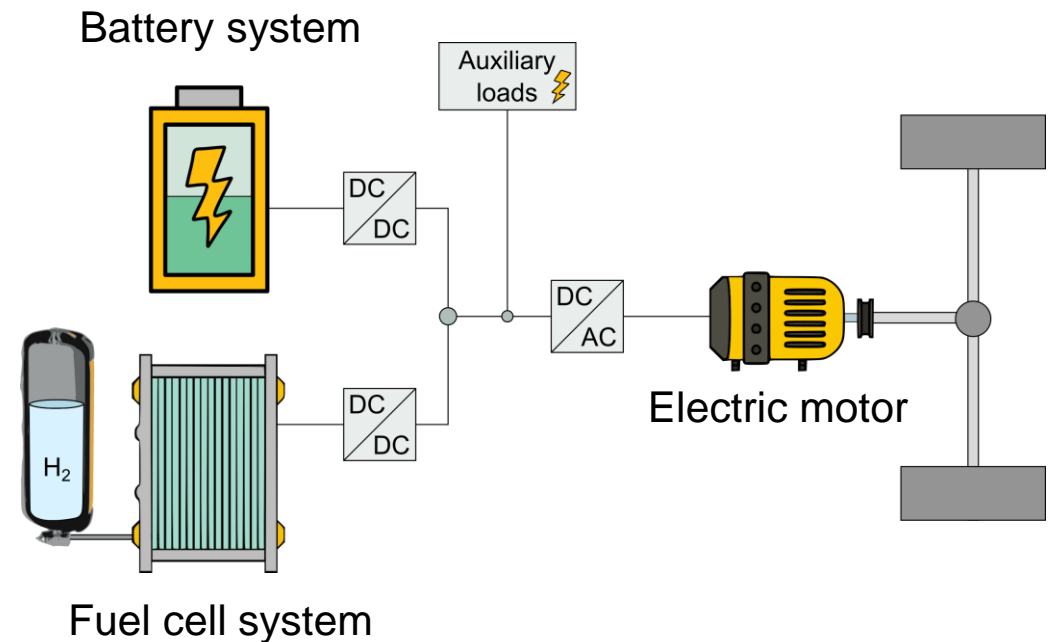 Battery system
Auxiliary
loads
DC
DC
DC
AC
DC
DC
Electric motor
H₂
Fuel cell system